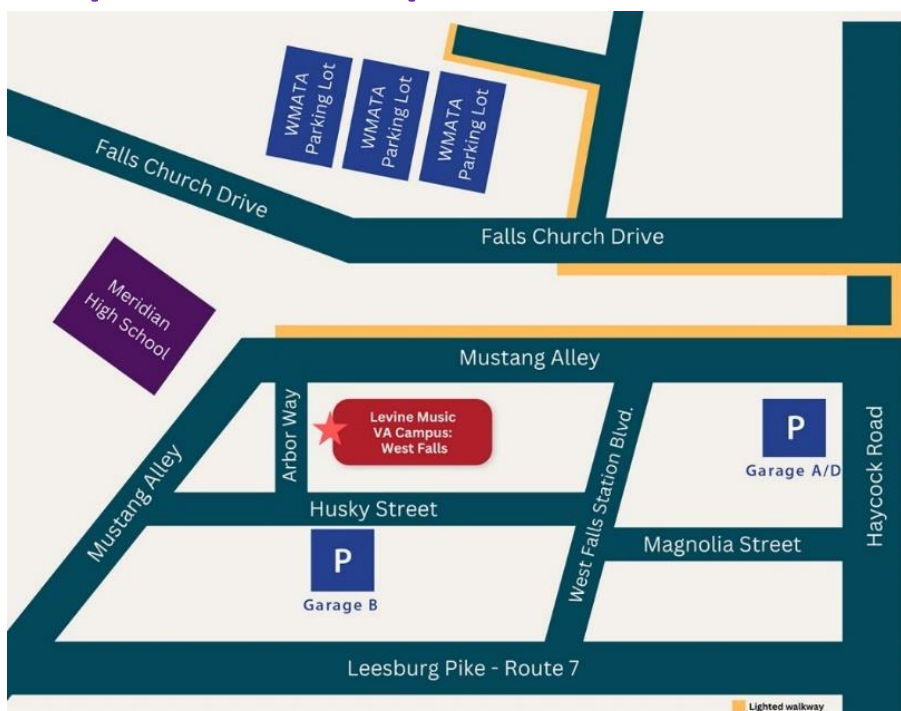 WMATA
Parking Lot
WMATA
Parking Lot
WMATA
Parking Lot
Falls Church Drive
Falls Church Drive
Meridian
High School
Mustang Alley
Arbor Way
Levine Music
VA Campus:
West Falls
West Falls Station Blvd.
P
Garage A/D
Haycock Road
Mustang Alley
Husky Street
Magnolia Street
P
Garage B
Leesburg Pike - Route 7
Lighted walkway